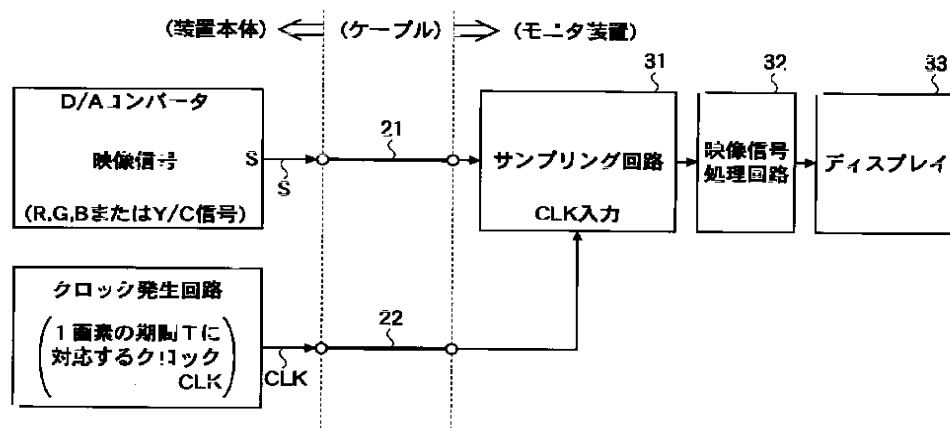 (装置本体)
(ケーブル)
(モニタ装置)
D/Aコンバータ
映像信号
S
(R,G,BまたはY/C信号)
S
21
31
サンプリング回路
CLK入力
32
映像信号
処理回路
33
ディスプレイ
クロック発生回路
1画素の期間Tに
対応するクロック
CLK
CLK
22